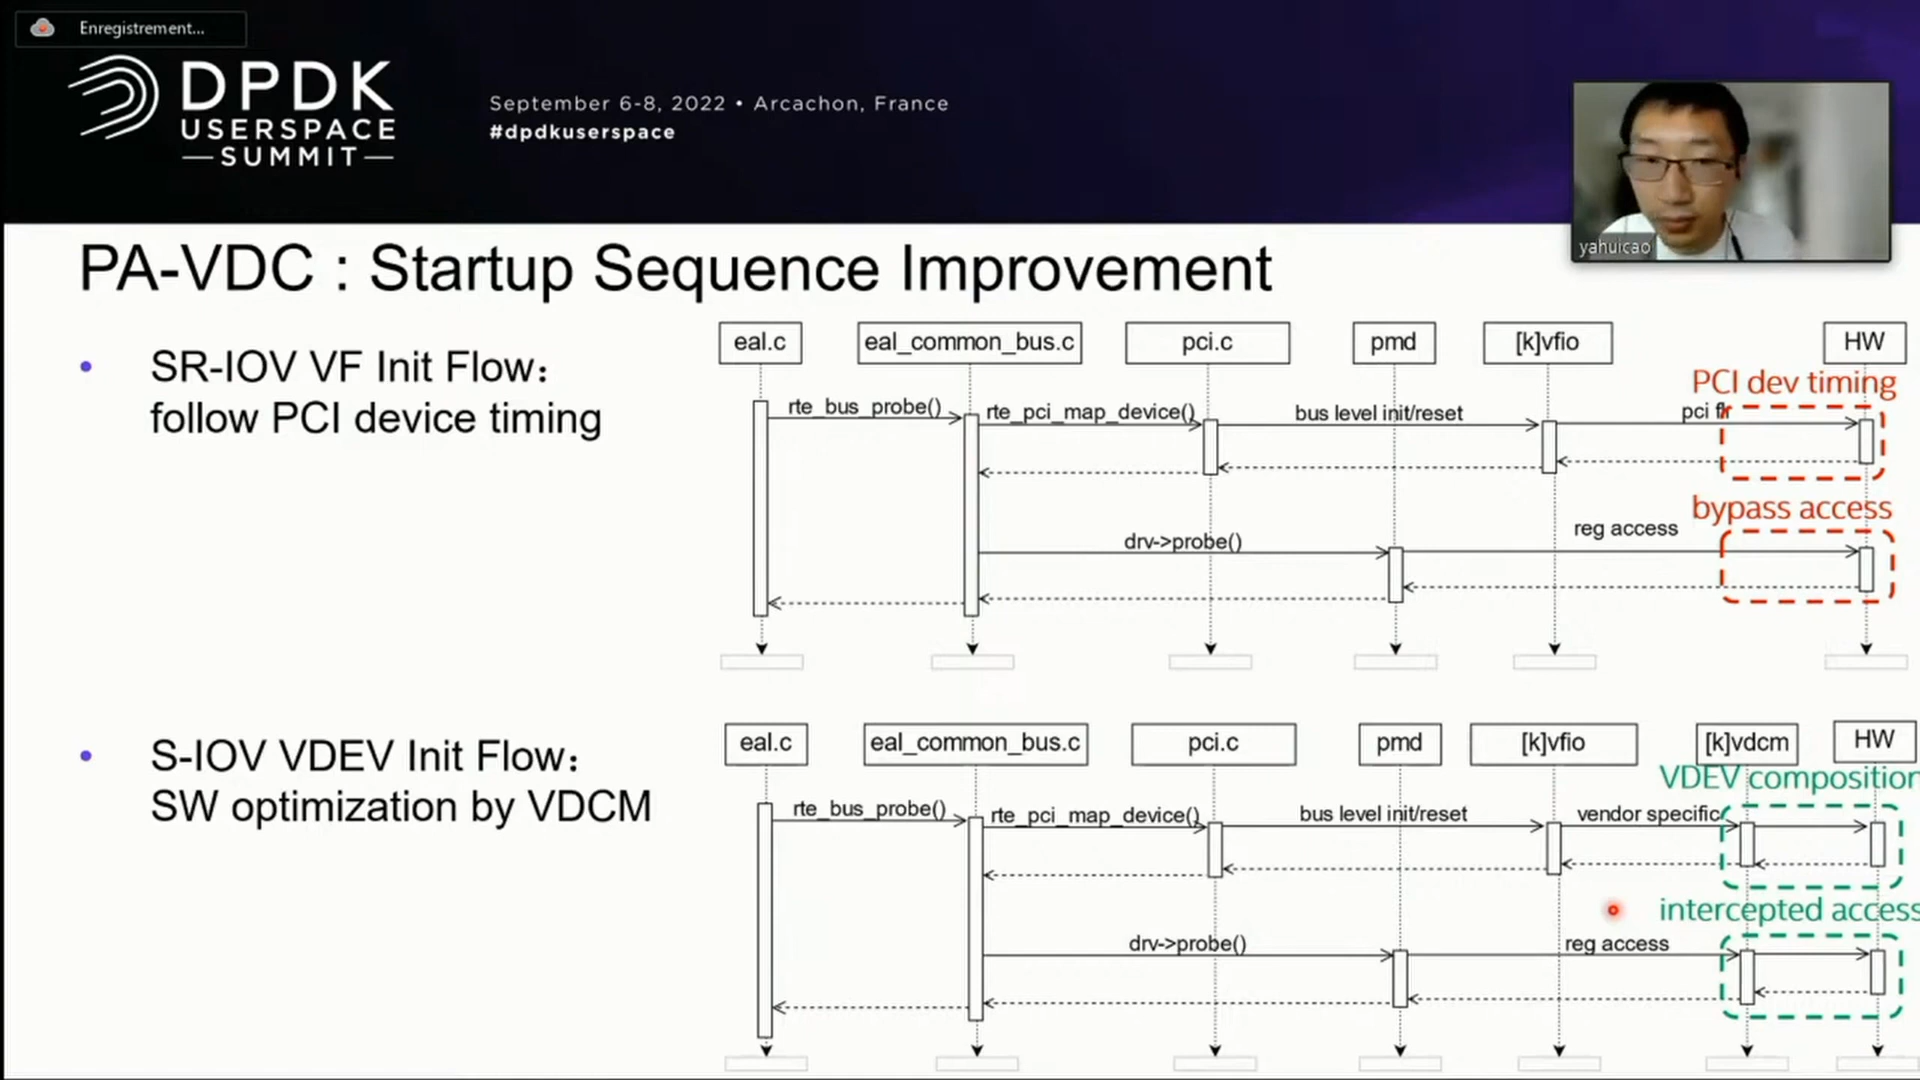 Enregistrement...
DPDK
USERSPACE
SUMMIT
September 6-8, 2022 • Arcachon, France
#dpdkuserspace
yahuicao
PA-VDC : Startup Sequence Improvement
• SR-IOV VF Init Flow：
follow PCI device timing
eal.c eal_common_bus.c pci.c pmd [k]vfio HW
PCI dev timing
rte_bus_probe() rte_pci_map_device() bus level init/reset pci
bypass access
drv->probe() reg access
• S-IOV VDEV Init Flow：
SW optimization by VDCM
eal.c eal_common_bus.c pci.c pmd [k]vfio [k]vdcm HW
VDEV composition
rte_bus_probe() rte_pci_map_device() bus level init/reset vendor specific
intercepted access
drv->probe() reg access